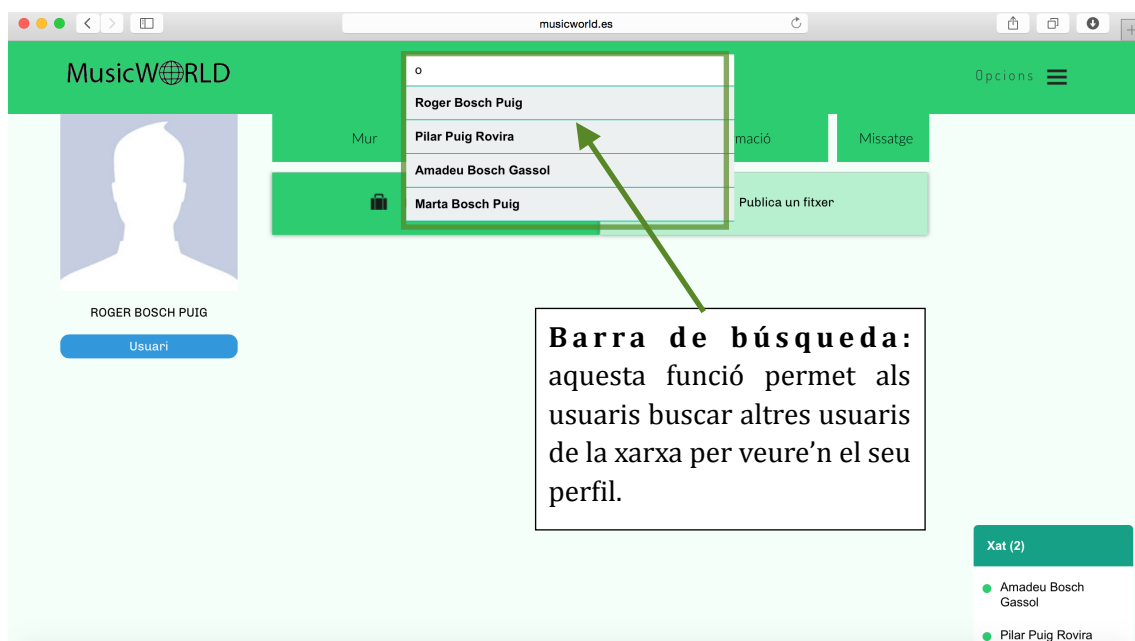 musicworld.es
MusicWORLD
o
Opcions
Roger Bosch Puig
Pilar Puig Rovira
Amadeu Bosch Gassol
Marta Bosch Puig
Mur
mació
Missatge
Publica un fitxer
ROGER BOSCH PUIG
Usuari
Barra de búsqueda:
aquesta funció permet als
usuaris buscar altres usuaris
de la xarxa per veure’n el seu
perfil.
Xat (2)
Amadeu Bosch
Gassol
Pilar Puig Rovira